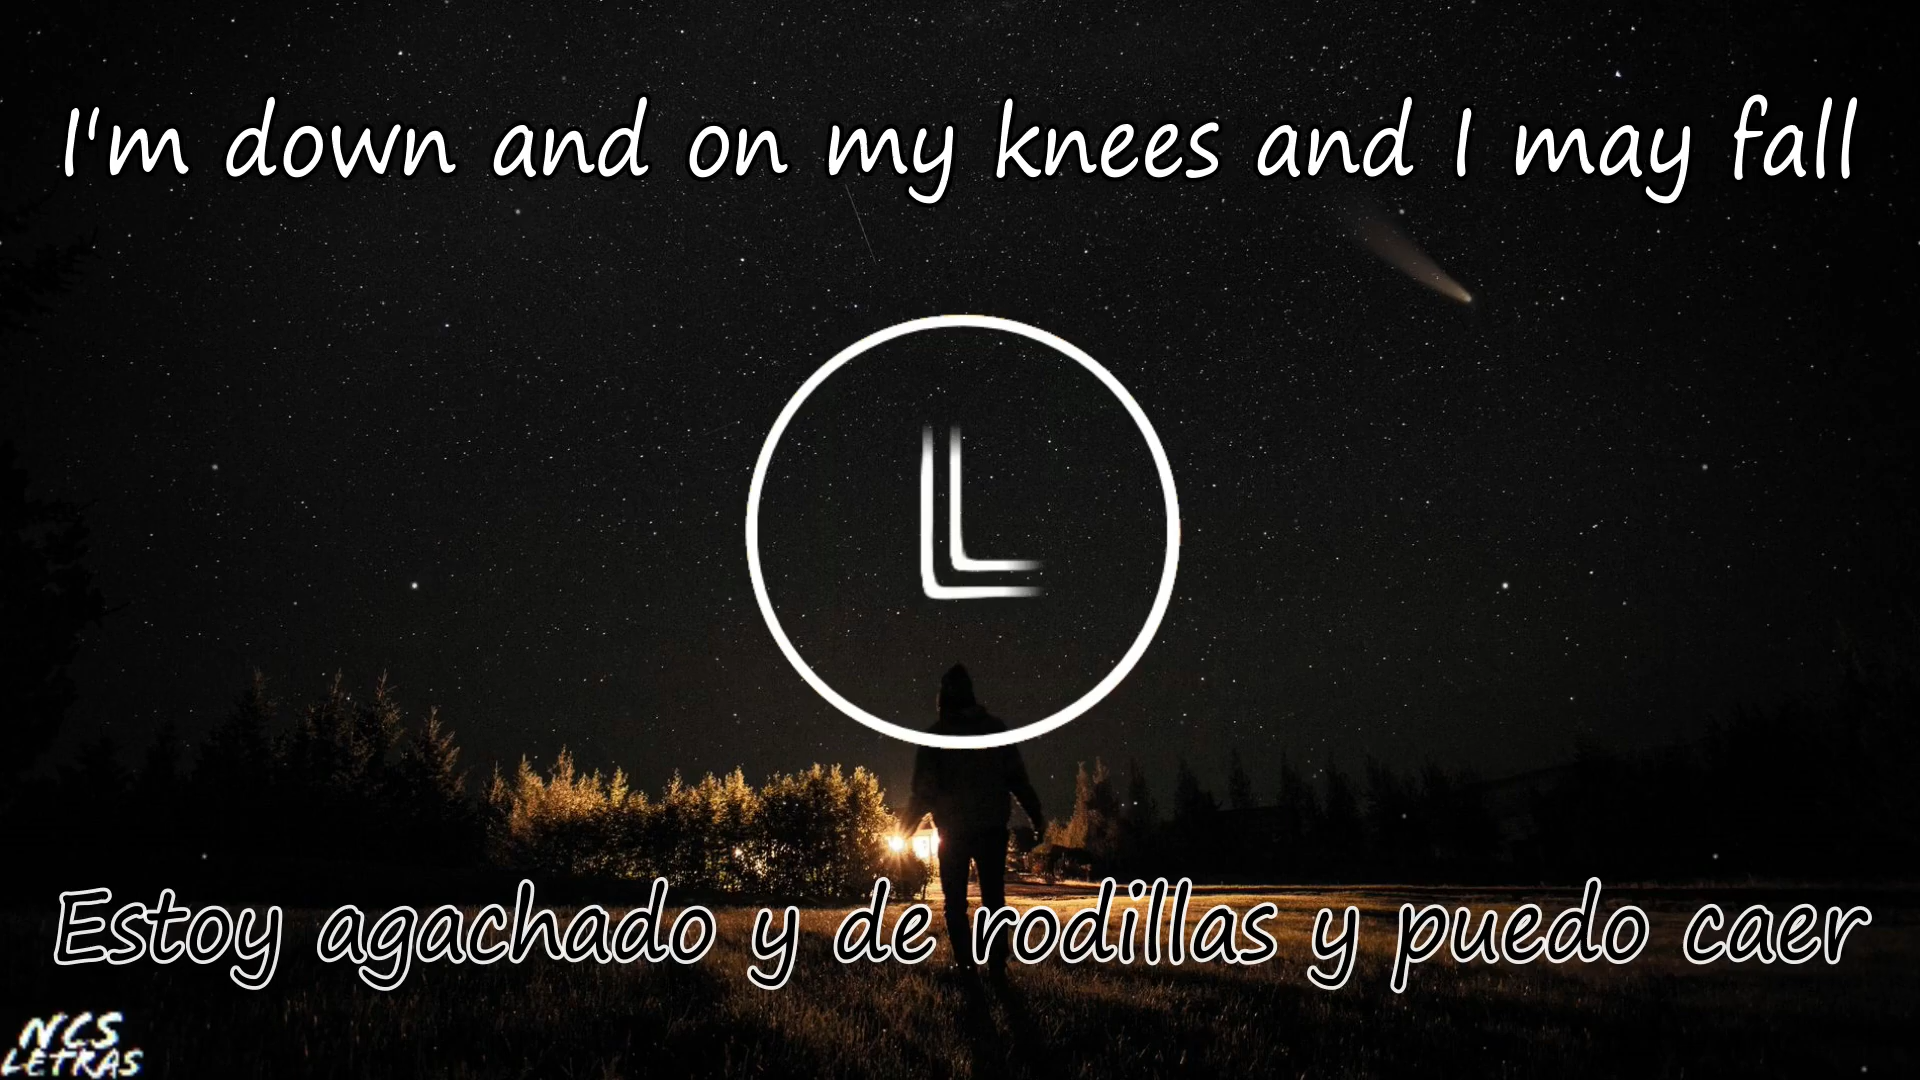 I'm down and on my knees and I may fall
L
Estoy agachado y de rodillas y puedo caer
NCS
LETRAS